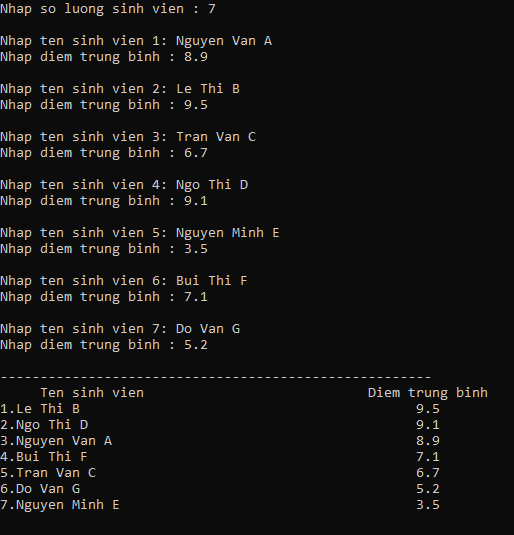 Nhap so luong sinh vien : 7
Nhap ten sinh vien 1: Nguyen Van A
Nhap diem trung binh : 8.9
Nhap ten sinh vien 2: Le Thi B
Nhap diem trung binh : 9.5
Nhap ten sinh vien 3: Tran Van C
Nhap diem trung binh : 6.7
Nhap ten sinh vien 4: Ngo Thi D
Nhap diem trung binh : 9.1
Nhap ten sinh vien 5: Nguyen Minh E
Nhap diem trung binh : 3.5
Nhap ten sinh vien 6: Bui Thi F
Nhap diem trung binh : 7.1
Nhap ten sinh vien 7: Do Van G
Nhap diem trung binh : 5.2
------------------------------------------------------
Ten sinh vien Diem trung binh
1.Le Thi B 9.5
2.Ngo Thi D 9.1
3.Nguyen Van A 8.9
4.Bui Thi F 7.1
5.Tran Van C 6.7
6.Do Van G 5.2
7.Nguyen Minh E 3.5